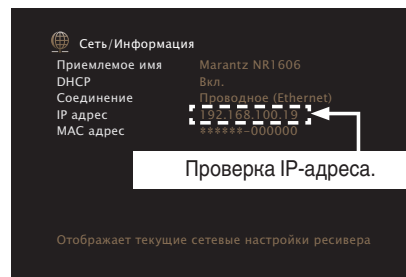 Сеть/Информация
Приемлемое имя Marantz NR1606
DHCP Вкл.
Соединение Проводное (Ethernet)
IP адрес 192.168.100.19
MAC адрес ******-000000
Проверка IP-адреса.
Отображает текущие сетевые настройки ресивера